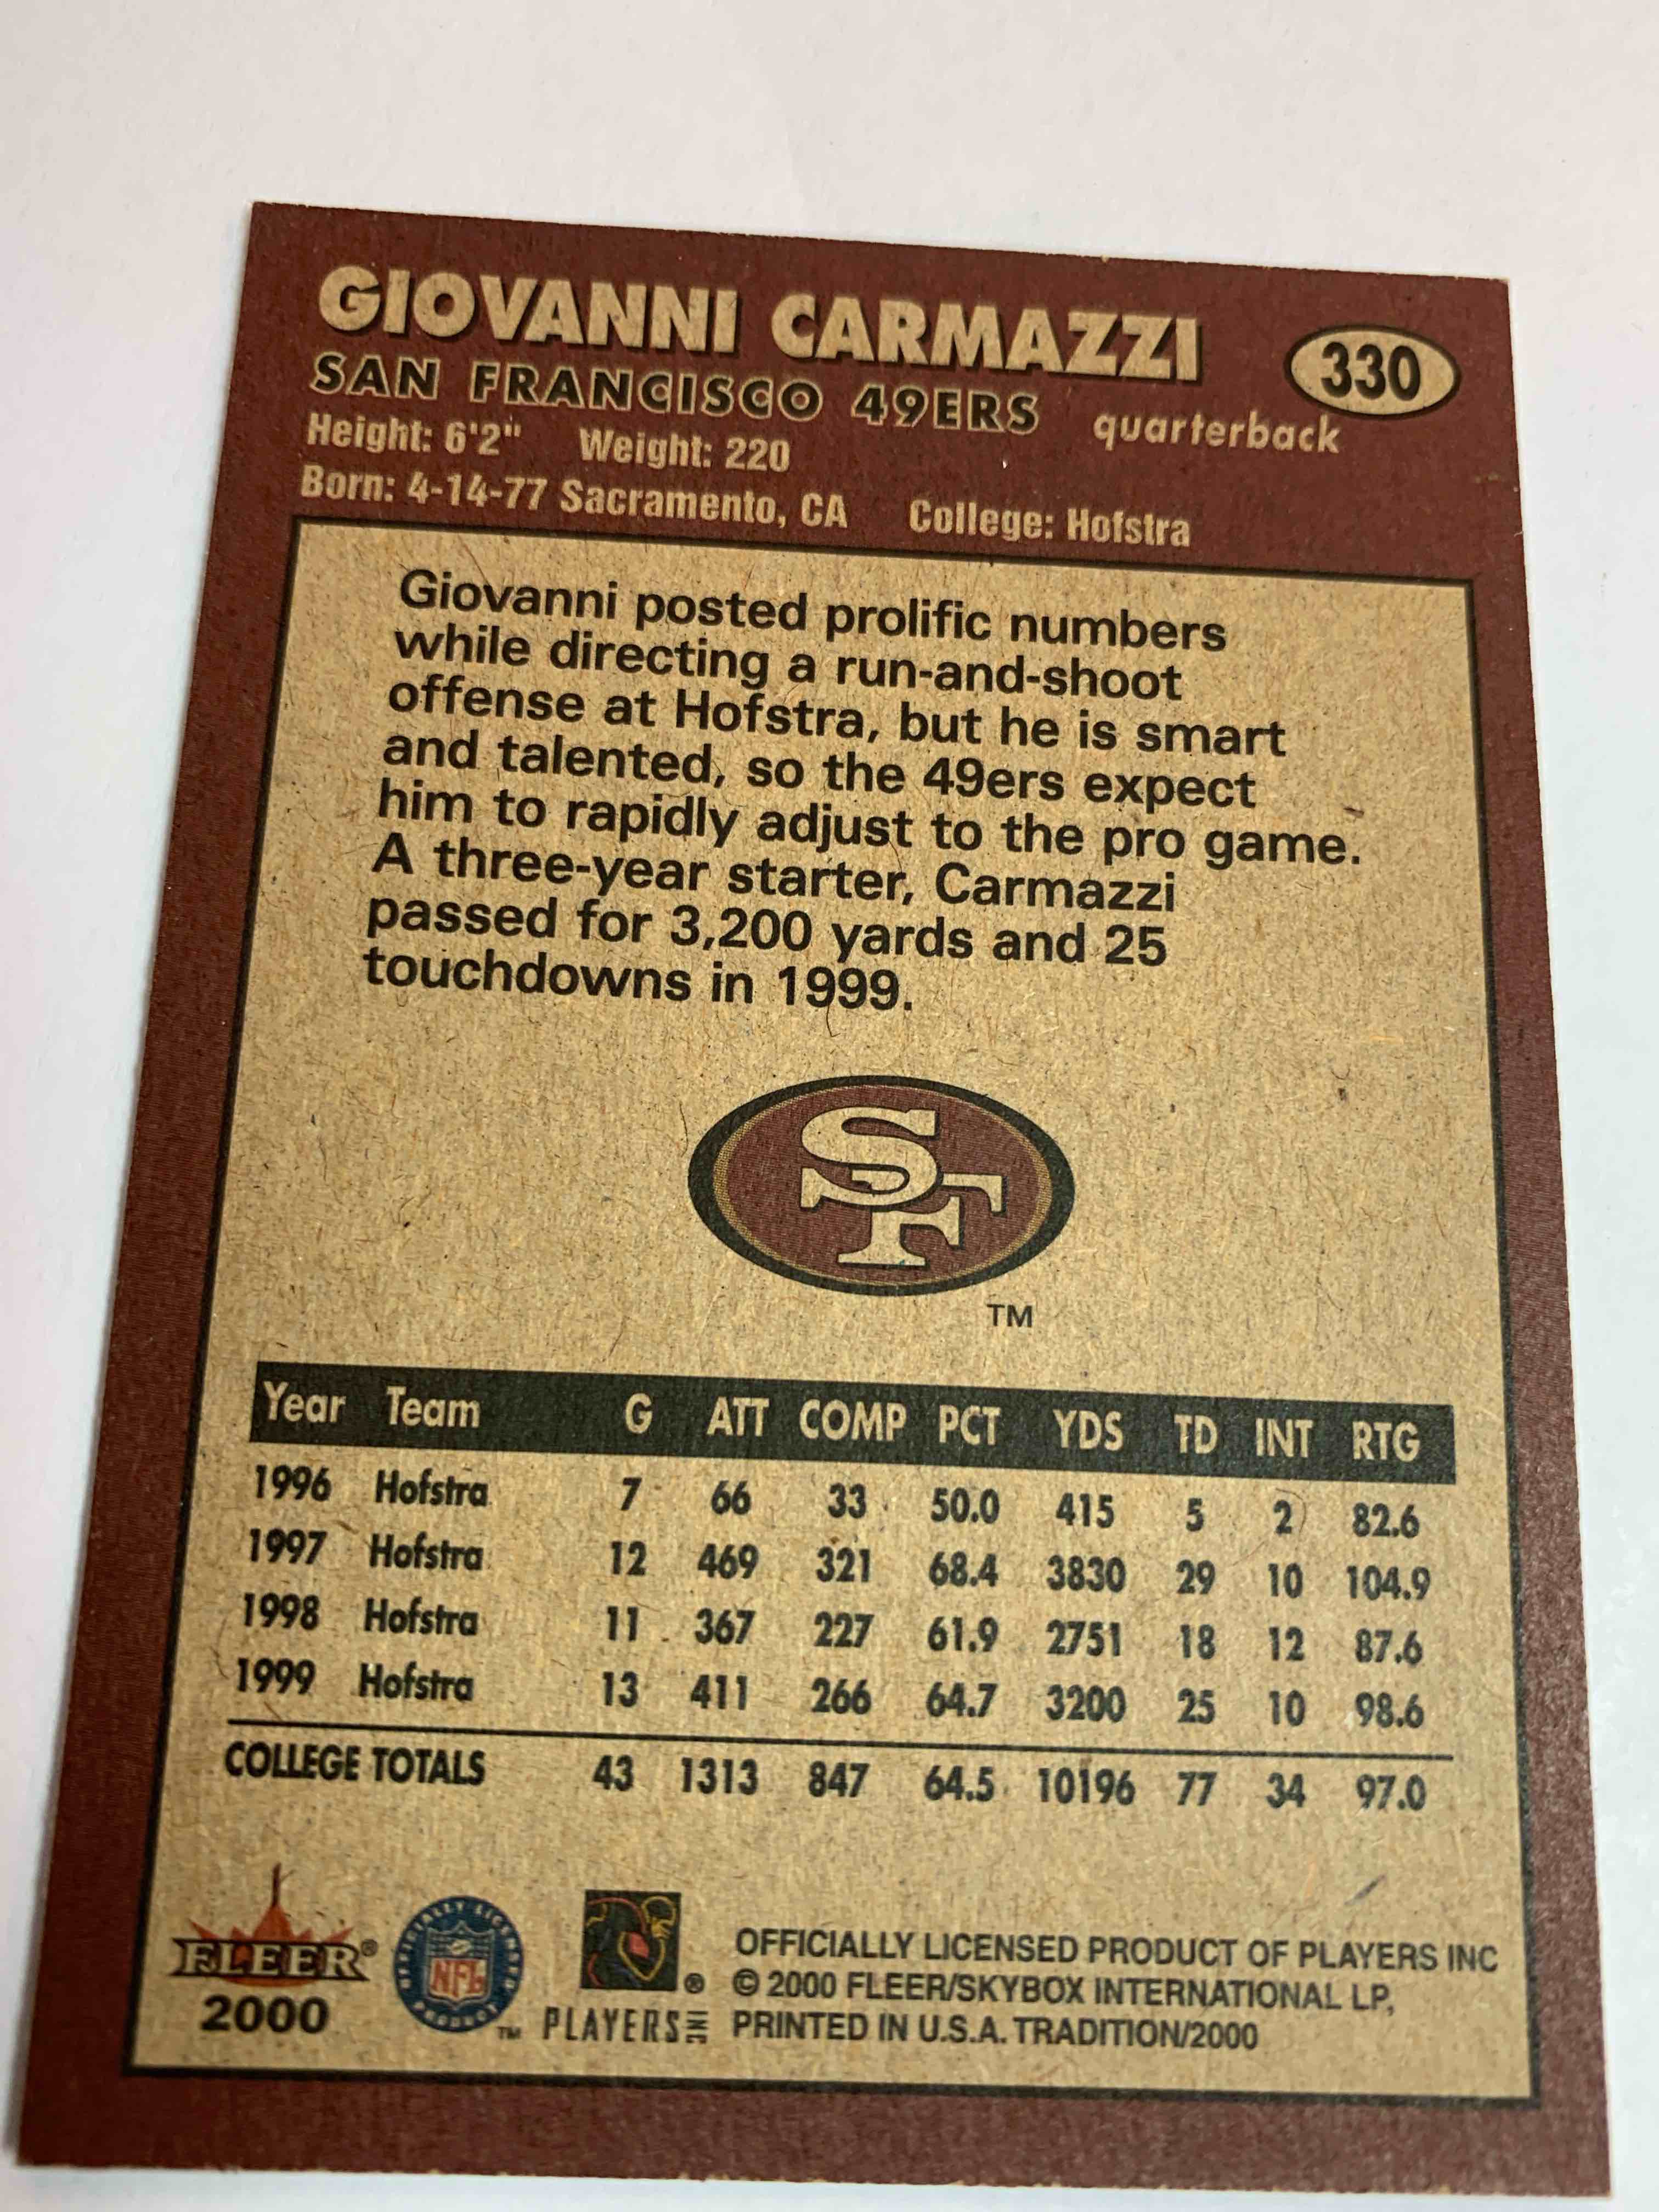 GIOVANNI CARMAZZI
330
SAN FRANCISCO 49ERS quarterback
Height: 6'2" Weight: 220
Born: 4-14-77 Sacramento, CA College: Hofstra
Giovanni posted prolific numbers
while directing a run-and-shoot
offense at Hofstra, but he is smart
and talented, so the 49ers expect
him to rapidly adjust to the pro game.
A three-year starter, Carmazzi
passed for 3,200 yards and 25
touchdowns in 1999.
SF
TM
Year Team G ATT COMP PCT YDS TD INT RTG
1996 Hofstra 7 66 33 50.0 415 5 2 82.6
1997 Hofstra 12 469 321 68.4 3830 29 10 104.9
1998 Hofstra 11 367 227 61.9 2751 18 12 87.6
1999 Hofstra 13 411 266 64.7 3200 25 10 98.6
COLLEGE TOTALS 43 1313 847 64.5 10196 77 34 97.0
FLEER®
2000
OFFICIALLY LICENSED PRODUCT
NFL
TM
®
PLAYERS INC
OFFICIALLY LICENSED PRODUCT OF PLAYERS INC
© 2000 FLEER/SKYBOX INTERNATIONAL LP,
PRINTED IN U.S.A. TRADITION/2000